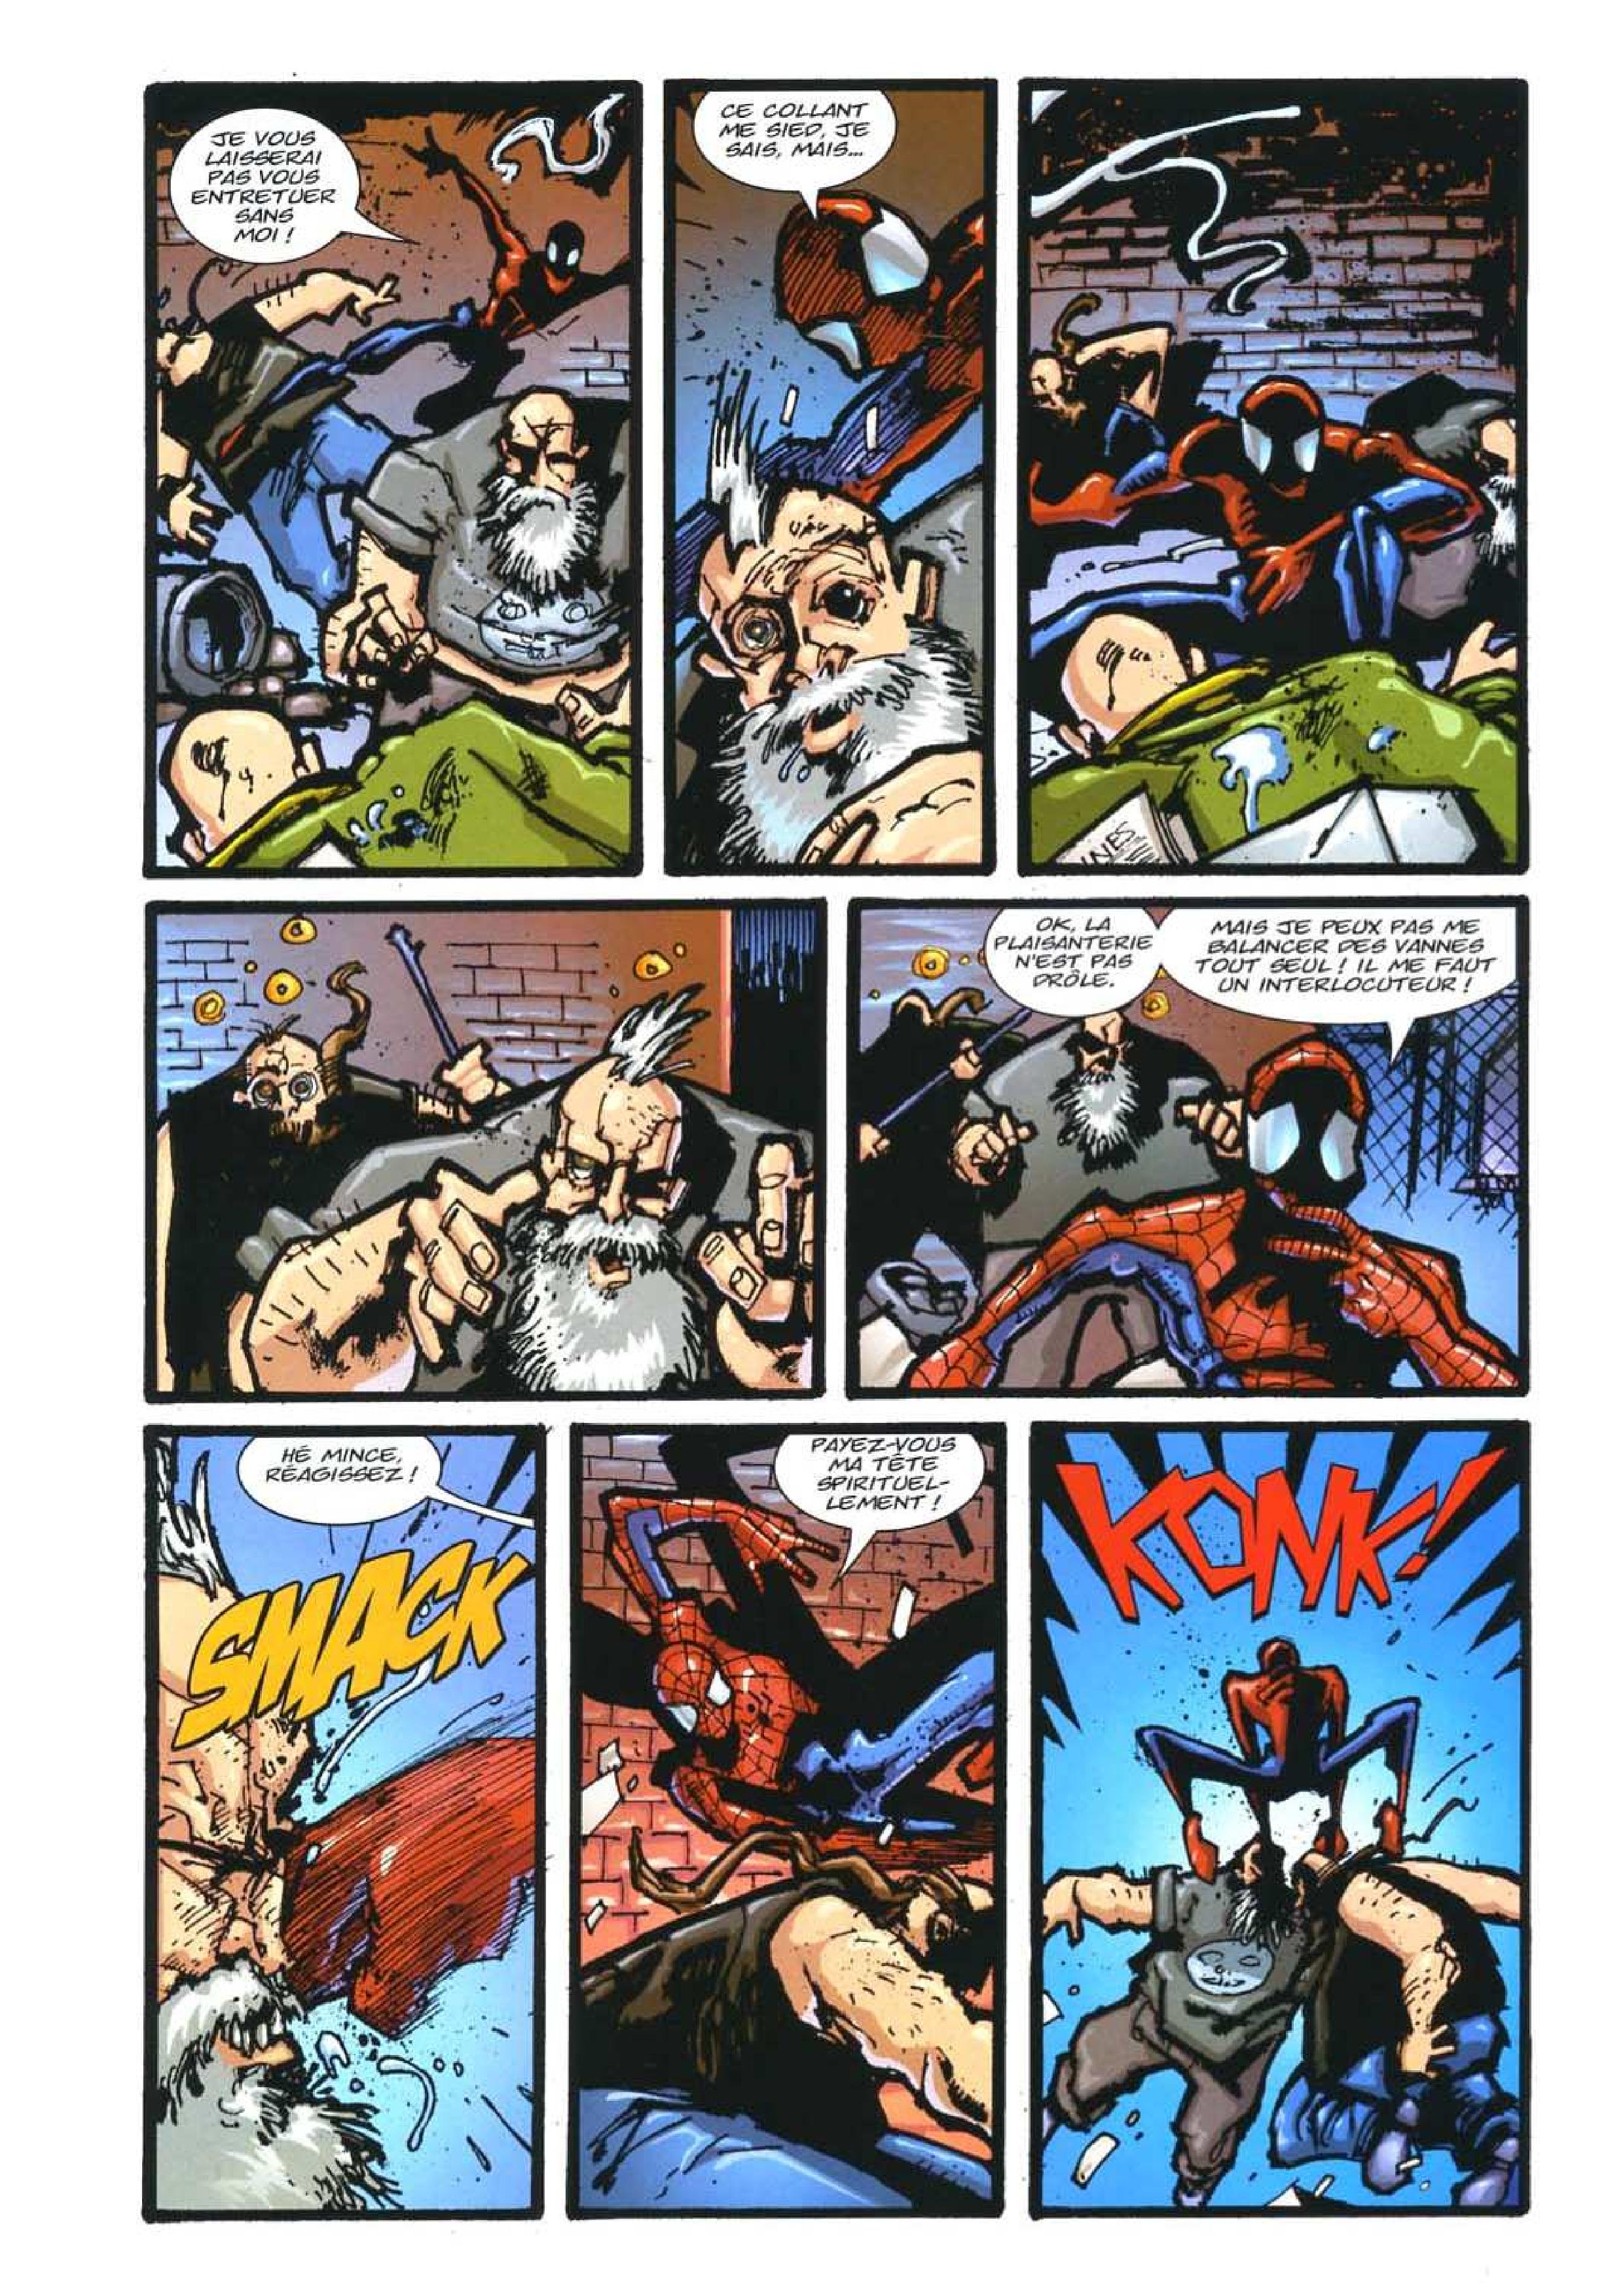 JE VOUS
LAISSERAI
PAS VOUS
ENTRETUER
SANS
MOI !
CE COLLANT
ME SIED, JE
SAIS, MAIS...
OK, LA
PLAISANTERIE
N'EST PAS
DRÔLE.
MAIS JE PEUX PAS ME
BALANCER DES VANNES
TOUT SEUL ! IL ME FAUT
UN INTERLOCUTEUR !
HÉ MINCE,
RÉAGISSEZ !
SMACK
PAYEZ-VOUS
MA TÊTE
SPIRITUEL-
LEMENT !
KONK!